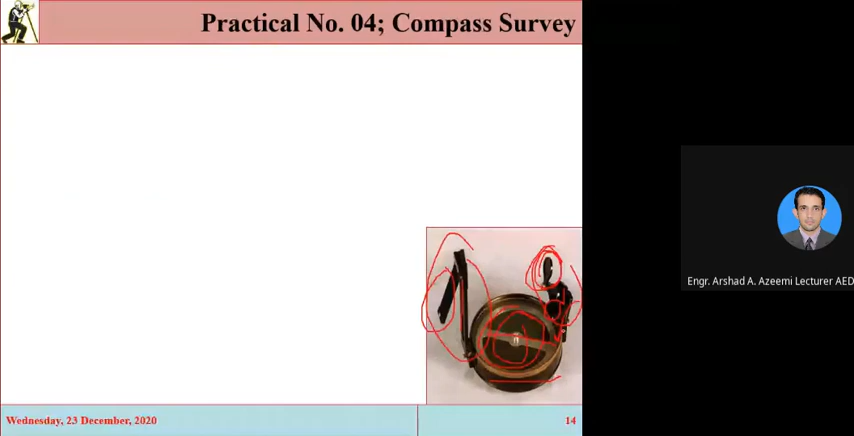 Practical No. 04; Compass Survey
Engr. Arshad A. Azeemi Lecturer AED
Wednesday, 23 December, 2020
14